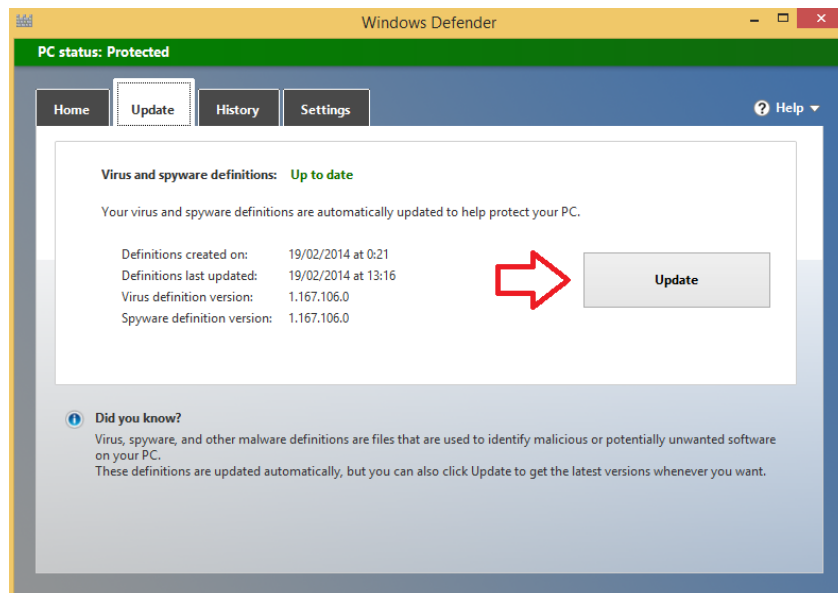 Windows Defender
PC status: Protected
Home
Update
History
Settings
Help
Virus and spyware definitions: Up to date
Your virus and spyware definitions are automatically updated to help protect your PC.
Definitions created on: 19/02/2014 at 0:21
Definitions last updated: 19/02/2014 at 13:16
Virus definition version: 1.167.106.0
Spyware definition version: 1.167.106.0
Update
Did you know?
Virus, spyware, and other malware definitions are files that are used to identify malicious or potentially unwanted software
on your PC.
These definitions are updated automatically, but you can also click Update to get the latest versions whenever you want.